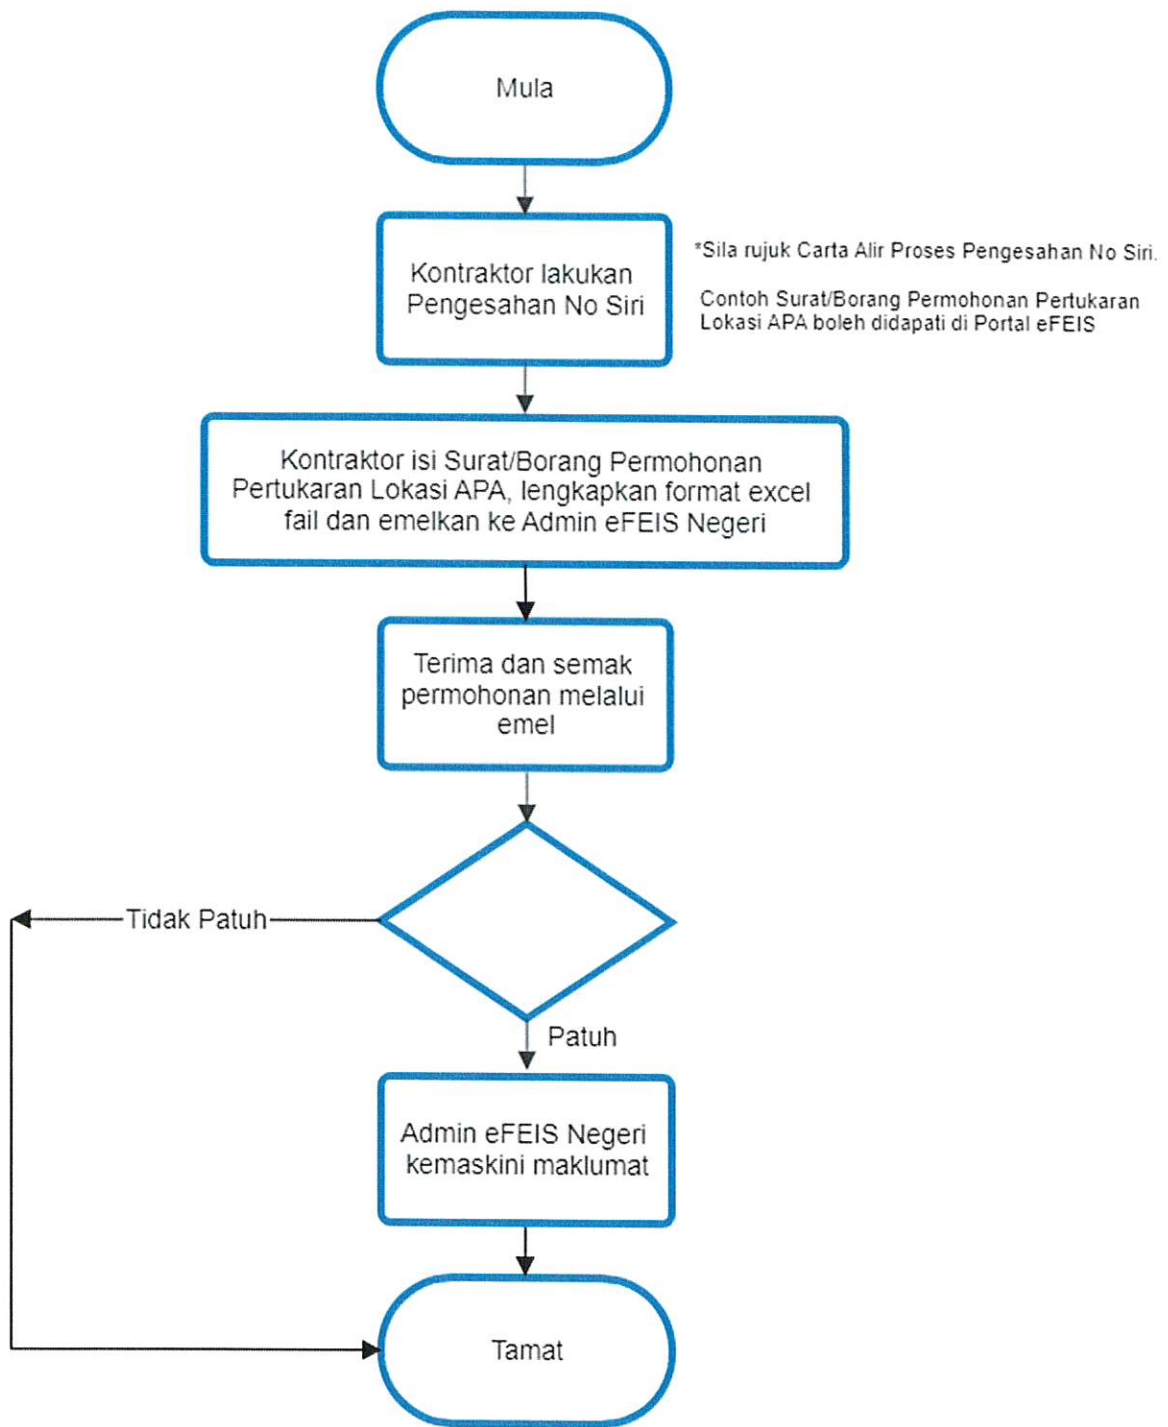 Mula
Kontraktor lakukan
Pengesahan No Siri
*Sila rujuk Carta Alir Proses Pengesahan No Siri.
Contoh Surat/Borang Permohonan Pertukaran
Lokasi APA boleh didapati di Portal eFEIS
Kontraktor isi Surat/Borang Permohonan
Pertukaran Lokasi APA, lengkapkan format excel
fail dan emelkan ke Admin eFEIS Negeri
Terima dan semak
permohonan melalui
emel
Tidak Patuh
Patuh
Admin eFEIS Negeri
kemaskini maklumat
Tamat